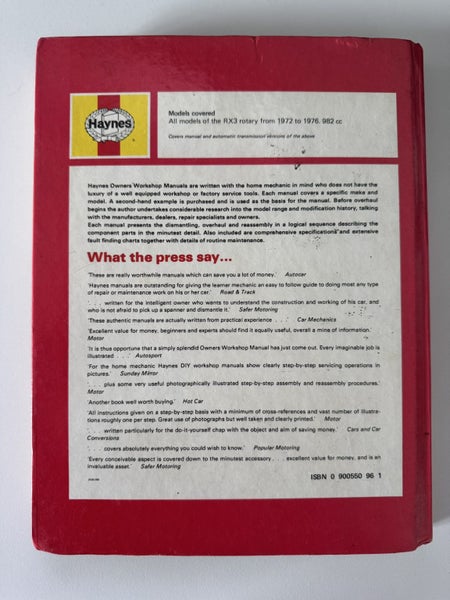 Haynes
Models covered
All models of the RX3 rotary from 1972 to 1976. 982 cc
Covers manual and automatic transmission versions of the above
Haynes Owners Workshop Manuals are written with the home mechanic in mind who does not have the
luxury of a well equipped workshop or factory service tools. Each manual covers a specific make and
model. A second-hand example is purchased and is used as the basis for the manual. Before overhaul
begins the author undertakes considerable research into the model range and modification history, talking
with the manufacturers, dealers, repair specialists and owners.
Each manual presents the dismantling, overhaul and reassembly in a logical sequence describing the
component parts in the minutest detail. Also included are comprehensive specifications and extensive
fault finding charts together with details of routine maintenance.
What the press say...
'These are really worthwhile manuals which can save you a lot of money.' Autocar
'Haynes manuals are outstanding for giving the learner mechanic an easy to follow guide to doing most any type
of repair or maintenance work on his or her car.' Road & Track
'. . . written for the intelligent owner who wants to understand the construction and working of his car, and
who is not afraid to pick up a spanner and dismantle it.' Safer Motoring
'These authentic manuals are actually written from practical experience . . .' Car Mechanics
'Excellent value for money, beginners and experts should find it equally useful, overall a mine of information.'
Motor
'It is thus opportune that a simply splendid Owners Workshop Manual has just come out. Every imaginable job is
illustrated . . .' Autosport
'For the home mechanic Haynes DIY workshop manuals show clearly step-by-step servicing operations in
pictures.' Sunday Mirror
'. . . plus some very useful photographically illustrated step-by-step assembly and reassembly procedures.'
Motor
'Another book well worth buying.' Hot Car
'All instructions given on a step-by-step basis with a minimum of cross-references and vast number of illustra-
tions roughly one per step. Great use of photographs but well taken and clearly printed.' Motor
'. . . written particularly for the do-it-yourself chap with the object and aim of saving money.' Cars and Car
Conversions
'. . . covers absolutely everything you could wish to know.' Popular Motoring
'Every conceivable aspect is covered down to the minutest accessory . . . excellent value for money, and is an
invaluable asset.' Safer Motoring
ISBN 0 900550 96 1